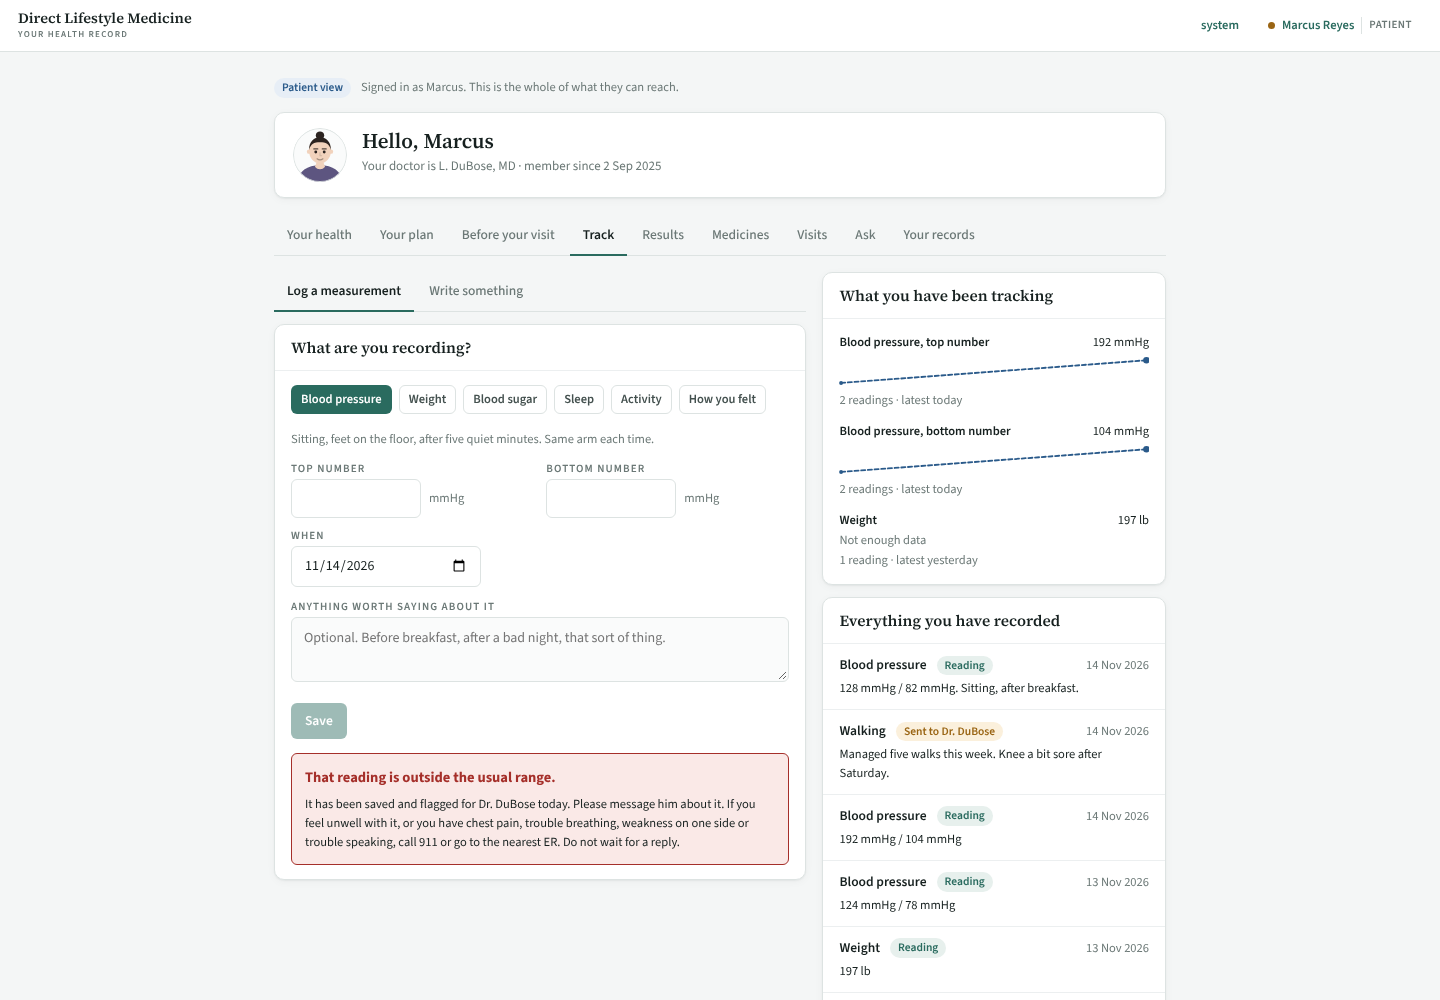 Direct Lifestyle Medicine
YOUR HEALTH RECORD
system
Marcus Reyes
PATIENT
Patient view
Signed in as Marcus. This is the whole of what they can reach.
Hello, Marcus
Your doctor is L. DuBose, MD · member since 2 Sep 2025
Your health
Your plan
Before your visit
Track
Results
Medicines
Visits
Ask
Your records
Log a measurement
Write something
What are you recording?
Blood pressure
Weight
Blood sugar
Sleep
Activity
How you felt
Sitting, feet on the floor, after five quiet minutes. Same arm each time.
TOP NUMBER
BOTTOM NUMBER
mmHg
mmHg
WHEN
11/14/2026
ANYTHING WORTH SAYING ABOUT IT
Optional. Before breakfast, after a bad night, that sort of thing.
Save
That reading is outside the usual range.
It has been saved and flagged for Dr. DuBose today. Please message him about it. If you
feel unwell with it, or you have chest pain, trouble breathing, weakness on one side or
trouble speaking, call 911 or go to the nearest ER. Do not wait for a reply.
What you have been tracking
Blood pressure, top number
192 mmHg
2 readings · latest today
Blood pressure, bottom number
104 mmHg
2 readings · latest today
Weight
197 lb
Not enough data
1 reading · latest yesterday
Everything you have recorded
Blood pressure
Reading
14 Nov 2026
128 mmHg / 82 mmHg. Sitting, after breakfast.
Walking
Sent to Dr. DuBose
14 Nov 2026
Managed five walks this week. Knee a bit sore after
Saturday.
Blood pressure
Reading
14 Nov 2026
192 mmHg / 104 mmHg
Blood pressure
Reading
13 Nov 2026
124 mmHg / 78 mmHg
Weight
Reading
13 Nov 2026
197 lb